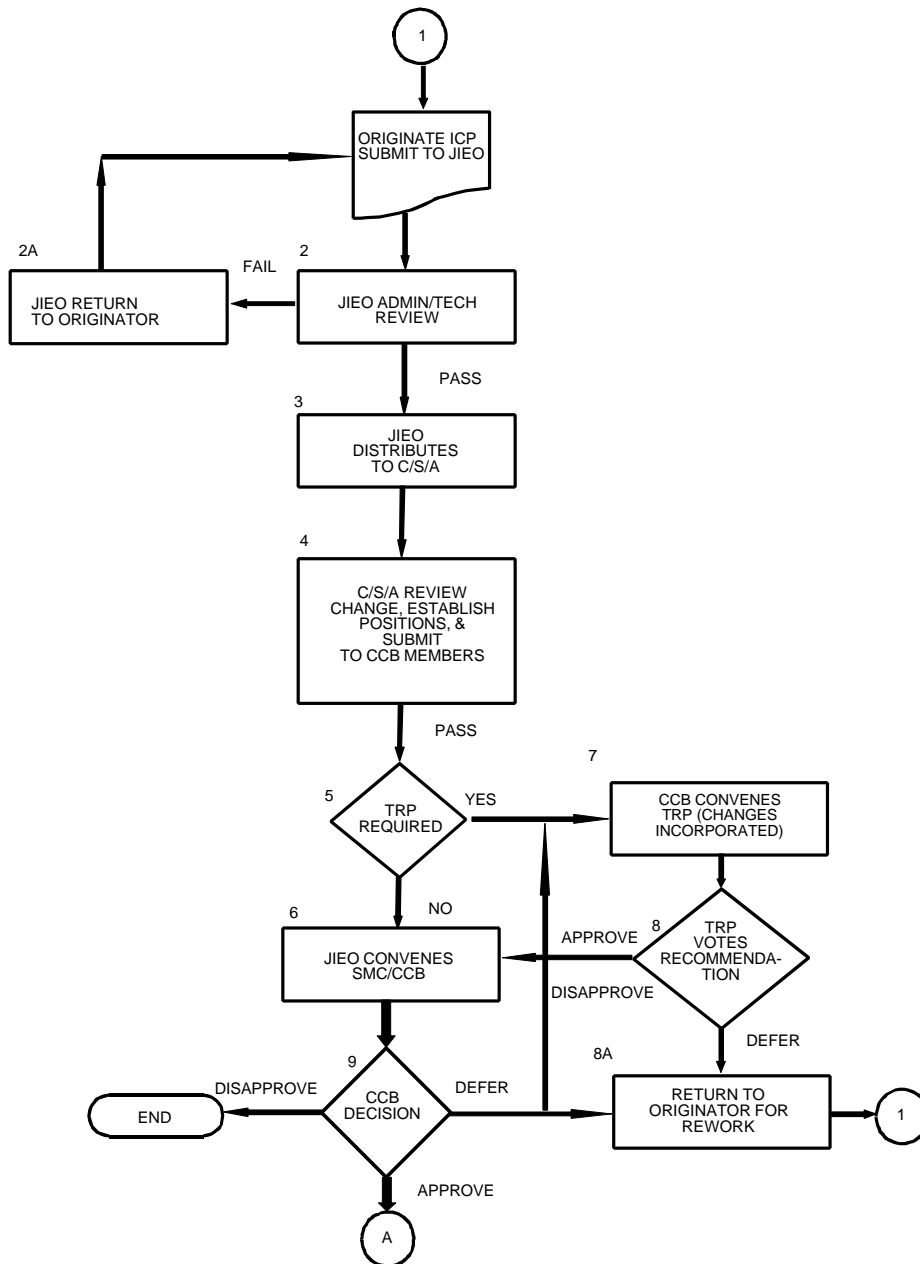 1
ORIGINATE ICP
SUBMIT TO JIEO
2A
FAIL
2
JIEO RETURN
TO ORIGINATOR
JIEO ADMIN/TECH
REVIEW
PASS
3
JIEO
DISTRIBUTES
TO C/S/A
4
C/S/A REVIEW
CHANGE, ESTABLISH
POSITIONS, &
SUBMIT
TO CCB MEMBERS
PASS
5
TRP
REQUIRED
YES
7
CCB CONVENES
TRP (CHANGES
INCORPORATED)
NO
6
JIEO CONVENES
SMC/CCB
APPROVE
8
TRP
VOTES
RECOMMENDA-
TION
DISAPPROVE
DEFER
8A
9
CCB
DECISION
DISAPPROVE
END
DEFER
RETURN TO
ORIGINATOR FOR
REWORK
1
APPROVE
A